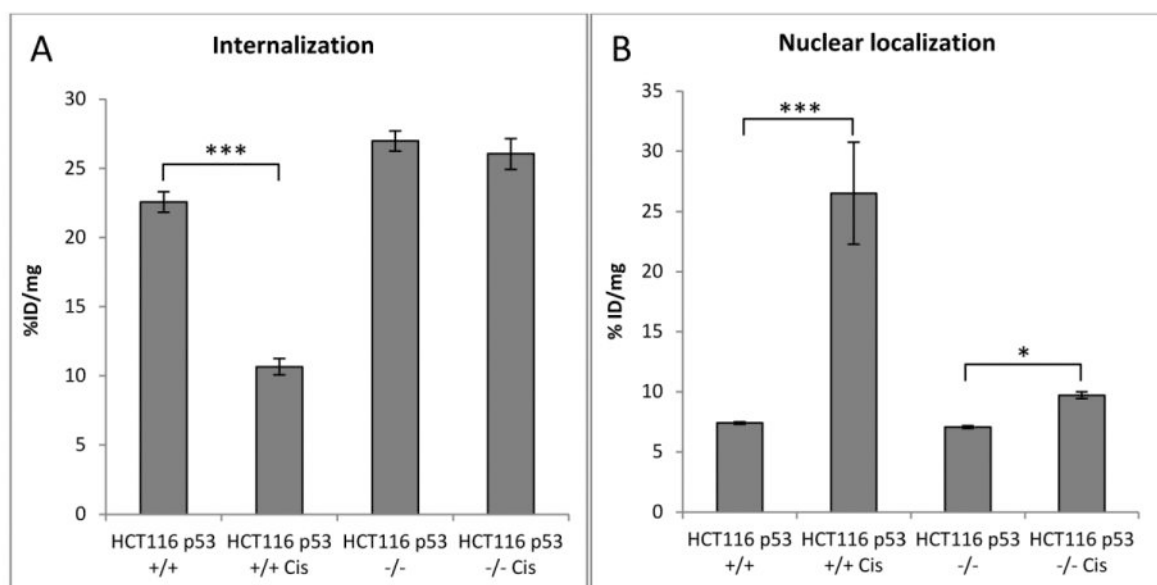 A
Internalization
%ID/mg
30
25
20
15
10
5
0
***
HCT116 p53
+/+
HCT116 p53
+/+ Cis
HCT116 p53
-/-
HCT116 p53
-/- Cis
B
Nuclear localization
% ID/mg
35
30
25
20
15
10
5
0
***
*
HCT116 p53
+/+
HCT116 p53
+/+ Cis
HCT116 p53
-/-
HCT116 p53
-/- Cis